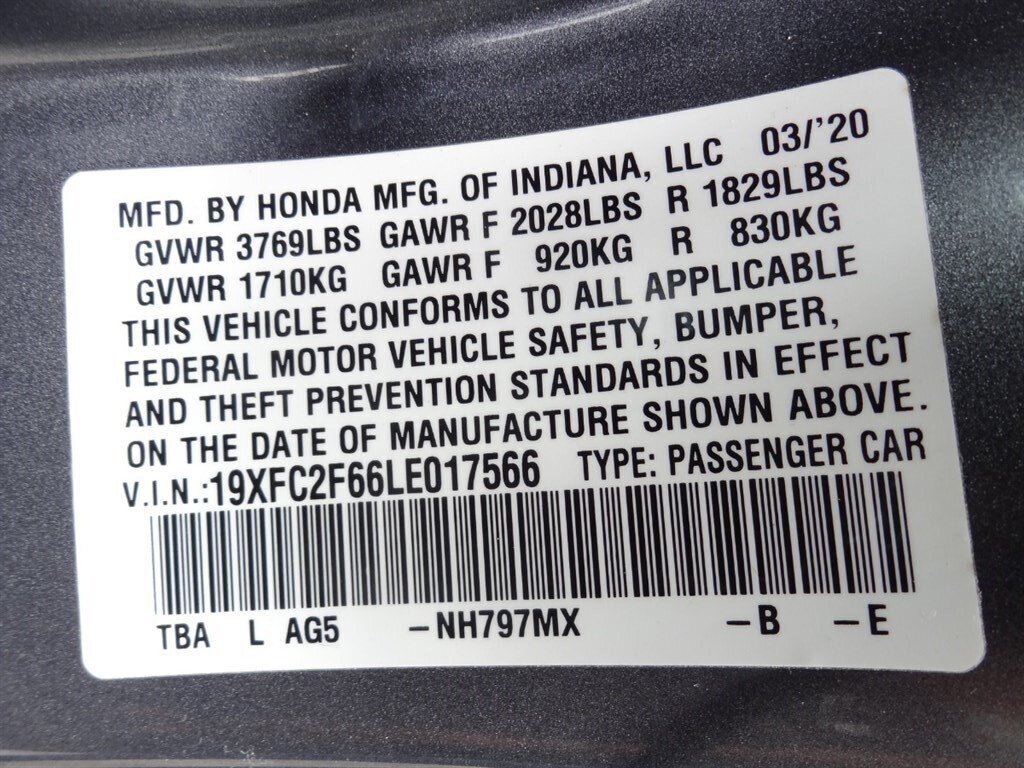 MFD. BY HONDA MFG. OF INDIANA, LLC 03/'20
GVWR 3769LBS GAWR F 2028LBS R 1829LBS
GVWR 1710KG GAWR F 920KG R 830KG
THIS VEHICLE CONFORMS TO ALL APPLICABLE
FEDERAL MOTOR VEHICLE SAFETY, BUMPER,
AND THEFT PREVENTION STANDARDS IN EFFECT
ON THE DATE OF MANUFACTURE SHOWN ABOVE.
V.I.N.:19XFC2F66LE017566 TYPE: PASSENGER CAR
TBA L AG5 -NH797MX -B -E